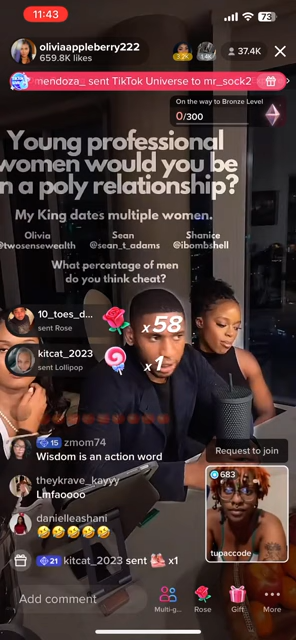 11:43
73
oliviaappleberry222
659.8K likes
37.4K
mendoza_ sent TikTok Universe to mr_sock2
On the way to Bronze Level
0/300
Young professional
women would you be
n a poly relationship?
My King dates multiple women.
Olivia
@twosensewealth
Sean
@sean_t_adams
Shanice
@ibombshell
What percentage of men
do you think cheat?
10_toes_d...
sent Rose
x58
kitcat_2023
sent Lollipop
x1
15 zmom74
Wisdom is an action word
theykrave_kayyy
Lmfaoooo
danielleashani
🤣🤣🤣🤣🤣
21 kitcat_2023 sent x1
Request to join
683
tupaccode
Add comment
Multi-g...
Rose
Gift
More